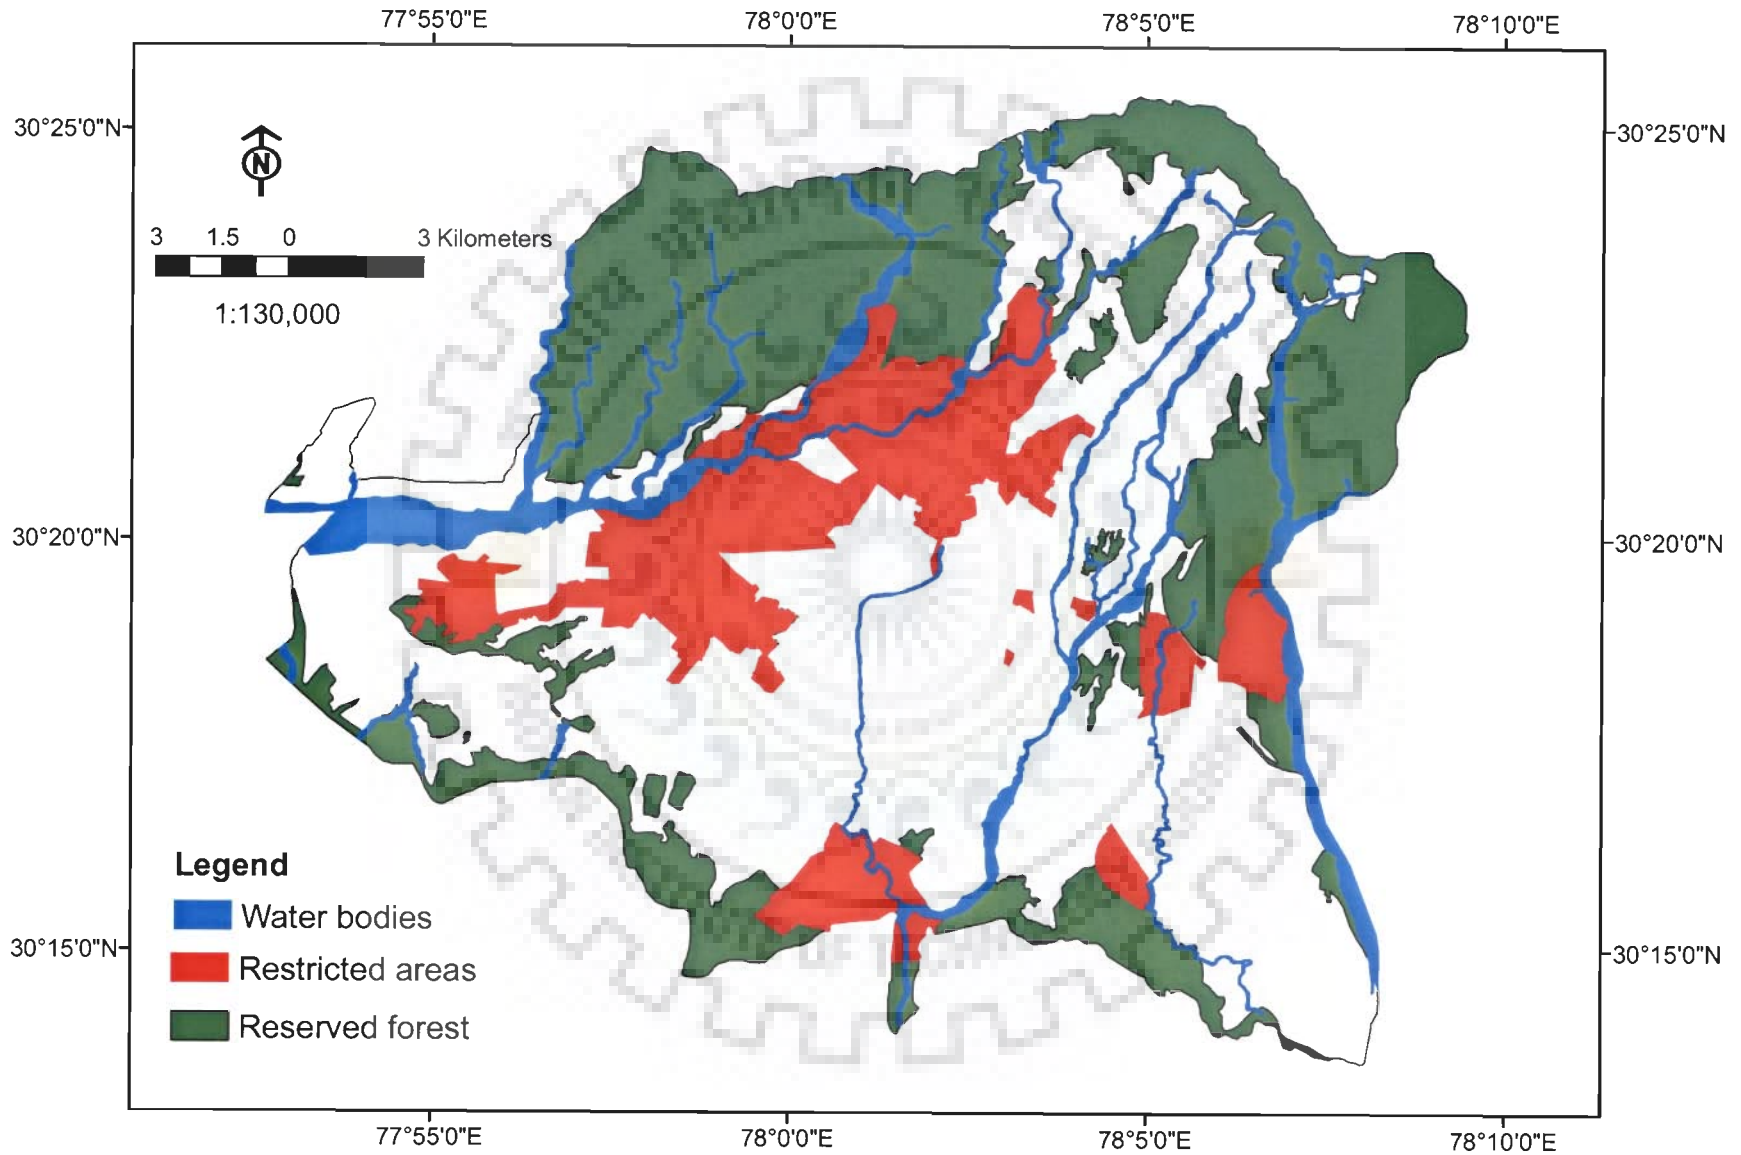 77°55'0"E 78°0'0"E 78°5'0"E 78°10'0"E
30°25'0"N 30°25'0"N
N
3 1.5 0 3 Kilometers
1:130,000
30°20'0"N 30°20'0"N
Legend
Water bodies
Restricted areas
Reserved forest
30°15'0"N 30°15'0"N
77°55'0"E 78°0'0"E 78°5'0"E 78°10'0"E